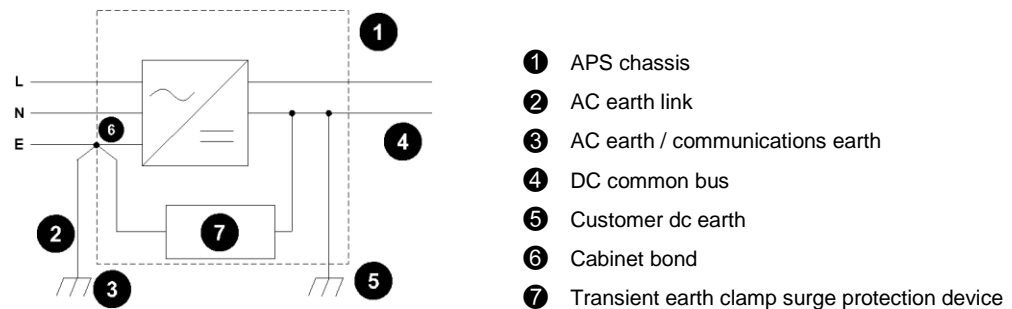 1
L
N
6
E
4
7
2
3
5
1 APS chassis
2 AC earth link
3 AC earth / communications earth
4 DC common bus
5 Customer dc earth
6 Cabinet bond
7 Transient earth clamp surge protection device